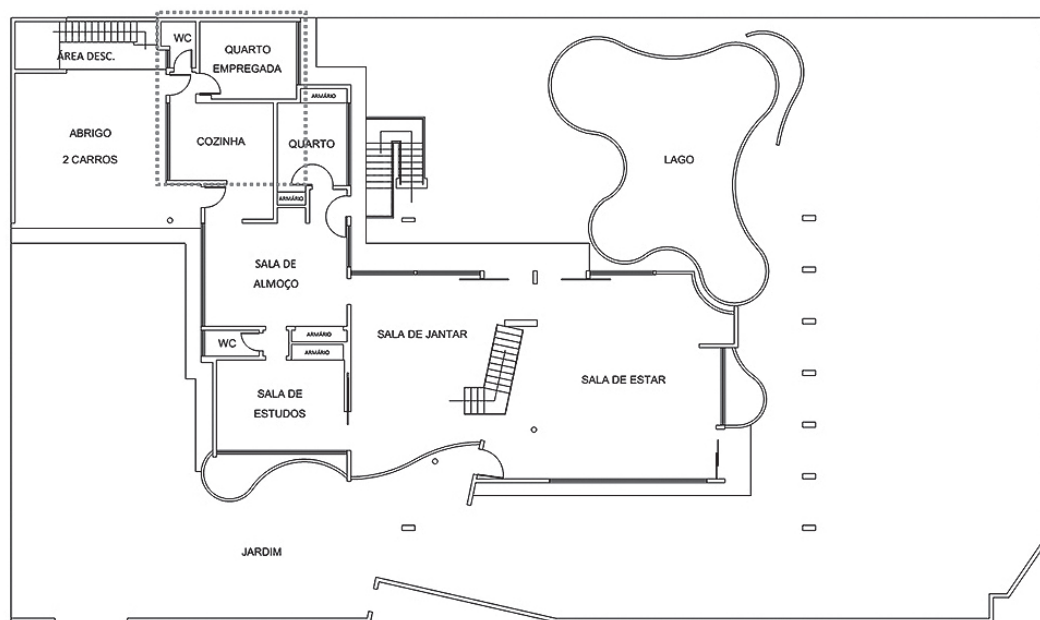 WC
QUARTO
EMPREGADA
ÁREA DESC.
ARMÁRIO
ABRIGO
2 CARROS
COZINHA
QUARTO
LAGO
ARMÁRIO
SALA DE
ALMOÇO
SALA DE JANTAR
ARMÁRIO
WC
ARMÁRIO
SALA DE ESTAR
SALA DE
ESTUDOS
JARDIM